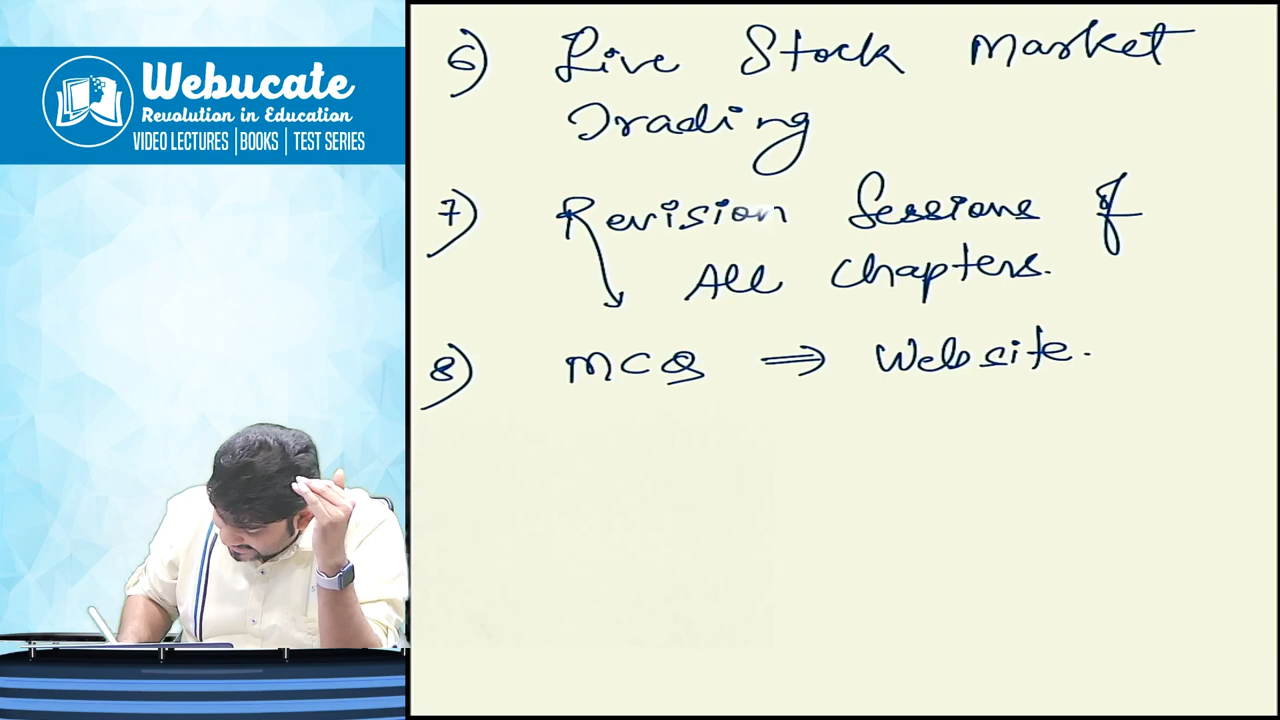 Webucate
Revolution in Education
VIDEO LECTURES | BOOKS | TEST SERIES
6) Live Stock Market
Trading
7) Revision Sessions of
All Chapters.
8) MCQ ⇒ Website.